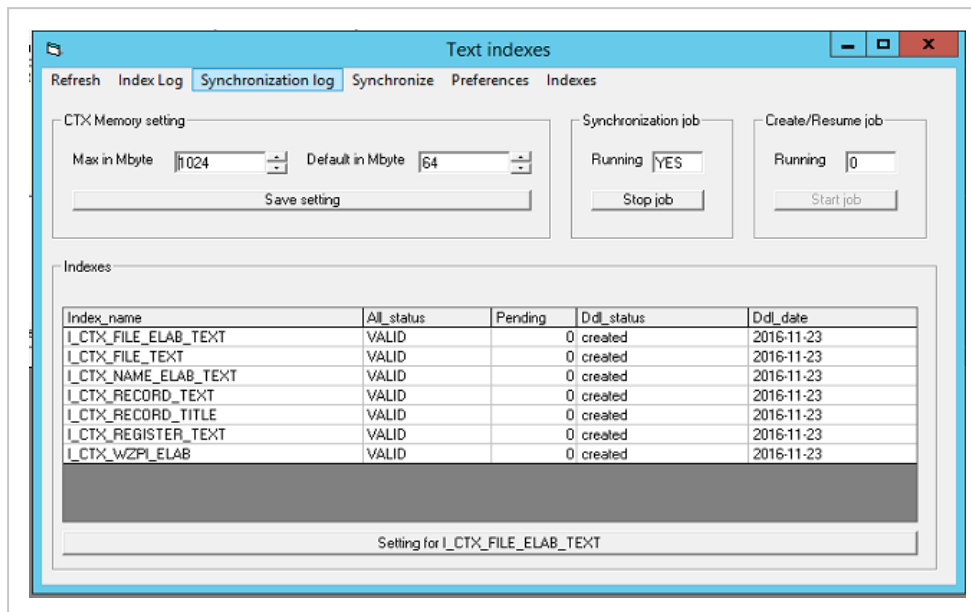 Text indexes
Refresh Index Log Synchronization log Synchronize Preferences Indexes
CTX Memory setting Synchronization job Create/Resume job
Max in Mbyte 1024 Default in Mbyte 64 Running YES Running 0
Save setting Stop job Start job
Indexes
Index_name All_status Pending Ddl_status Ddl_date
I_CTX_FILE_ELAB_TEXT VALID 0 created 2016-11-23
I_CTX_FILE_TEXT VALID 0 created 2016-11-23
I_CTX_NAME_ELAB_TEXT VALID 0 created 2016-11-23
I_CTX_RECORD_TEXT VALID 0 created 2016-11-23
I_CTX_RECORD_TITLE VALID 0 created 2016-11-23
I_CTX_REGISTER_TEXT VALID 0 created 2016-11-23
I_CTX_WZPI_ELAB VALID 0 created 2016-11-23
Setting for I_CTX_FILE_ELAB_TEXT